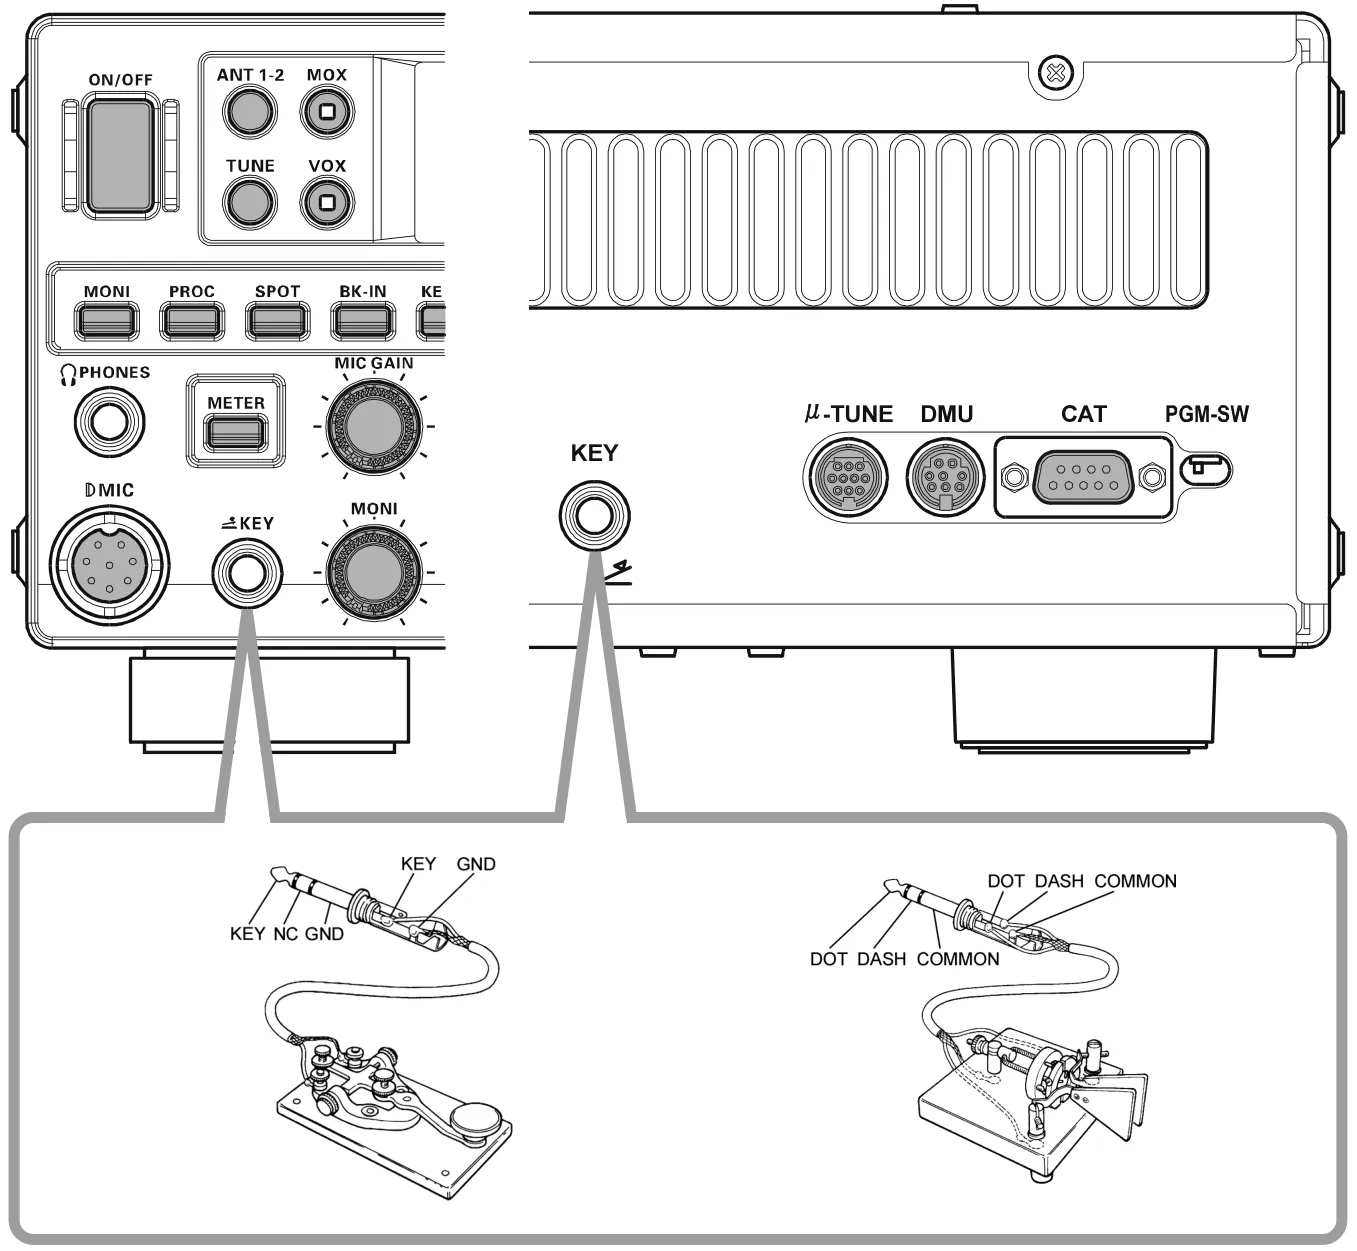 ON/OFF
ANT 1-2 MOX
TUNE VOX
MONI PROC SPOT BK-IN KE
PHONES
METER
MIC GAIN
MIC
KEY
MONI
KEY
μ-TUNE DMU CAT PGM-SW
KEY GND
KEY NC GND
DOT DASH COMMON
DOT DASH COMMON